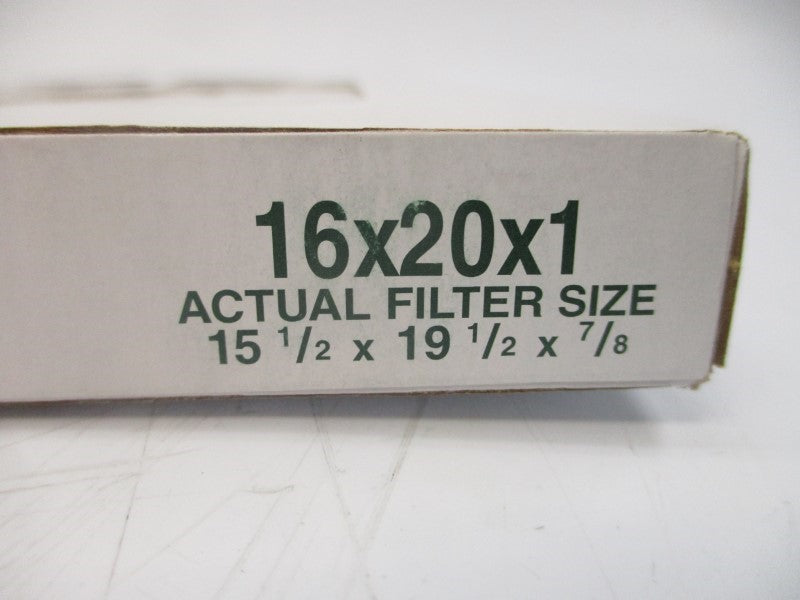 16x20x1
ACTUAL FILTER SIZE
15 1/2 x 19 1/2 x 7/8